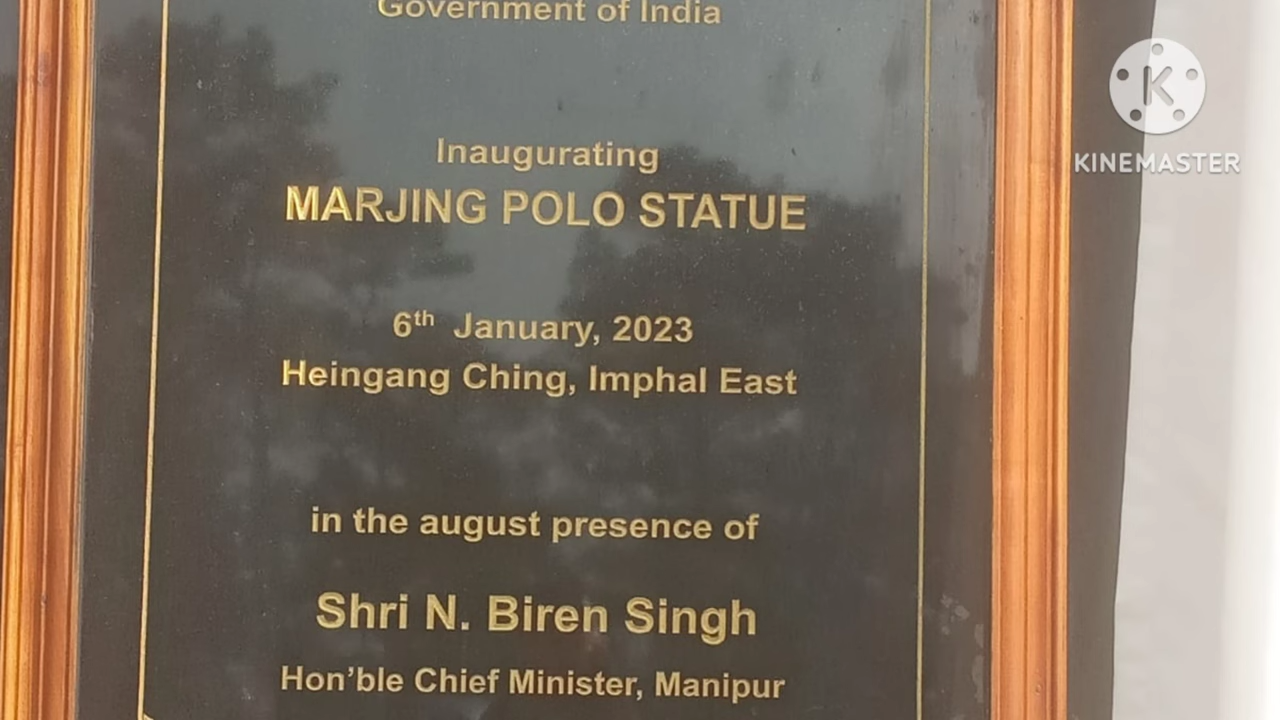 Government of India
Inaugurating
MARJING POLO STATUE
6th January, 2023
Heingang Ching, Imphal East
in the august presence of
Shri N. Biren Singh
Hon'ble Chief Minister, Manipur
K
KINEMASTER